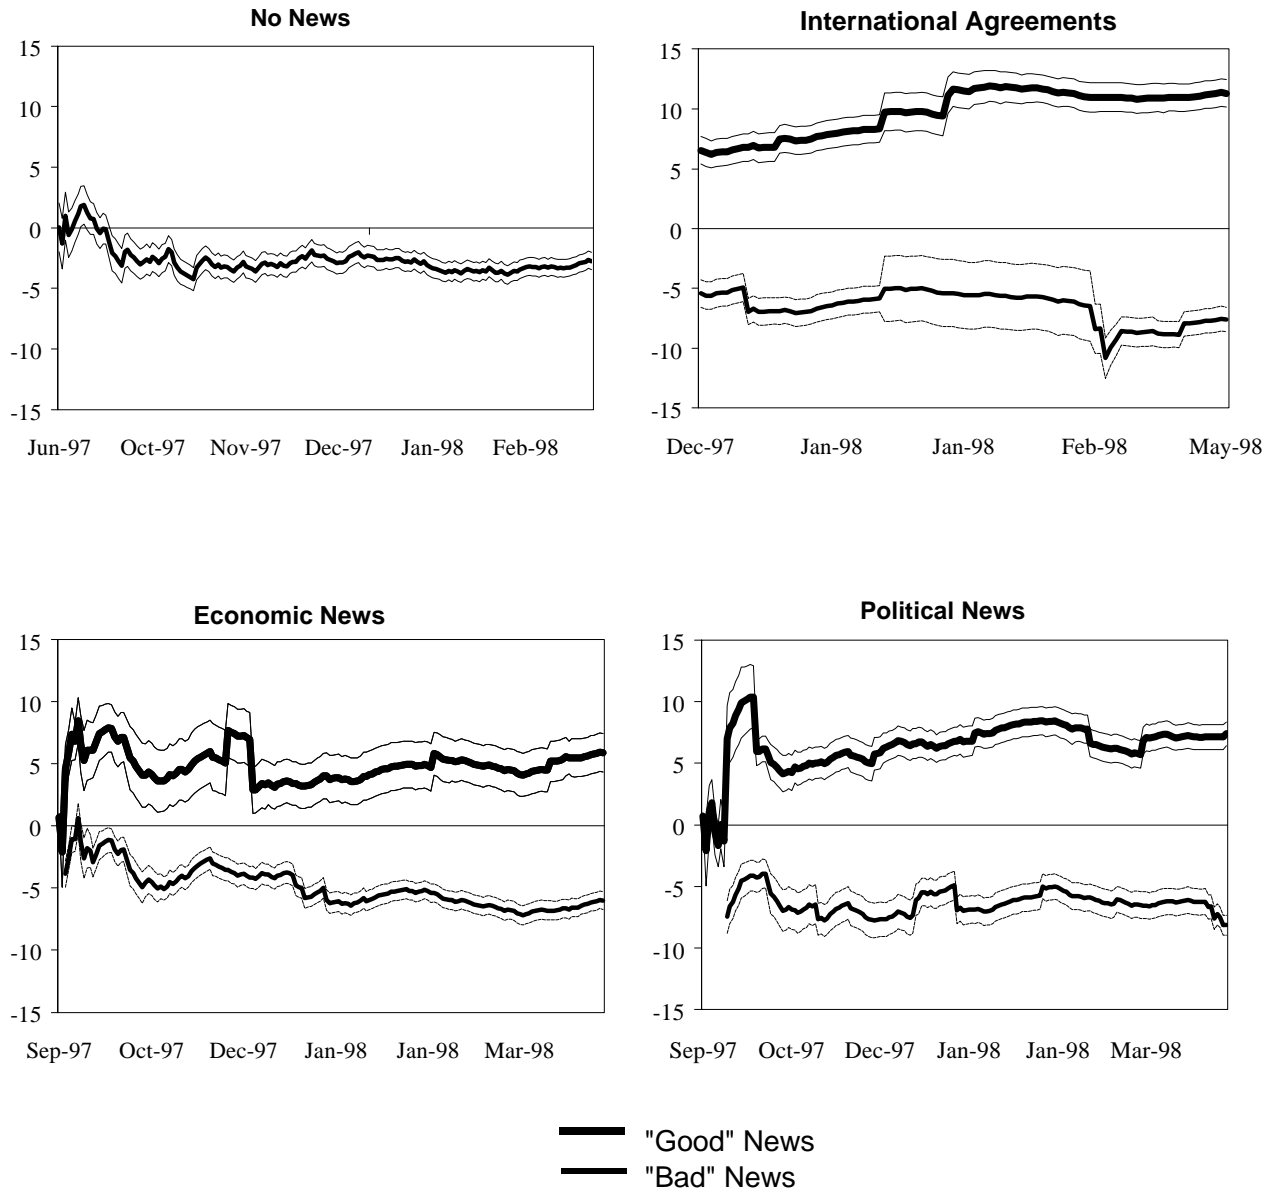 No News
15
10
5
0
-5
-10
-15
Jun-97 Oct-97 Nov-97 Dec-97 Jan-98 Feb-98
International Agreements
15
10
5
0
-5
-10
-15
Dec-97 Jan-98 Jan-98 Feb-98 May-98
Economic News
15
10
5
0
-5
-10
-15
Sep-97 Oct-97 Dec-97 Jan-98 Jan-98 Mar-98
Political News
15
10
5
0
-5
-10
-15
Sep-97 Oct-97 Dec-97 Jan-98 Jan-98 Mar-98
"Good" News
"Bad" News